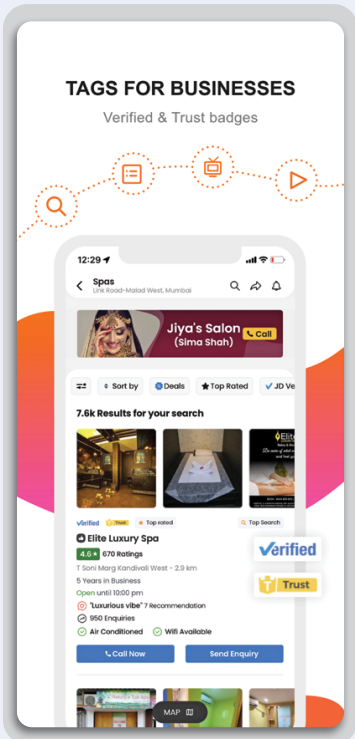 TAGS FOR BUSINESSES
Verified & Trust badges
12:29
Spas
Link Road-Malad West, Mumbai
Jiya's Salon
(Sima Shah)
Call
Sort by
Deals
Top Rated
JD Ve
7.6k Results for your search
Elite
Verified
Trust
Top rated
Top Search
Elite Luxury Spa
4.6★ 670 Ratings
T Soni Marg Kandivali West - 2.9 km
5 Years in Business
Open until 10:00 pm
"Luxurious vibe" 7 Recommendation
950 Enquiries
Air Conditioned
Wifi Available
Call Now
Send Enquiry
Verified
Trust
MAP